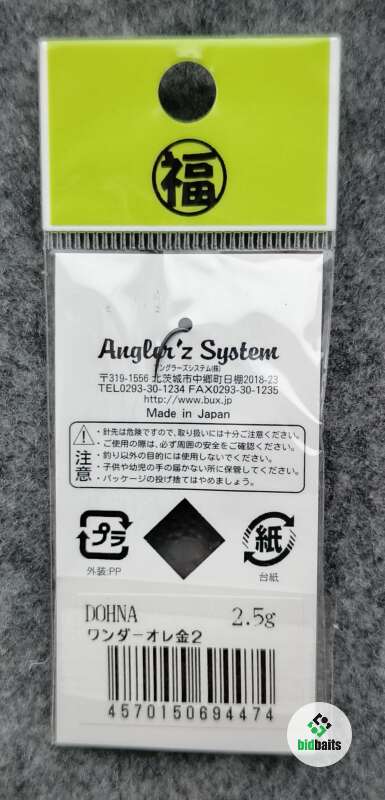 福
Angler'z System
アングラーズシステム(株)
〒319-1556 北茨城市中郷町日棚2018-23
TEL0293-30-1234 FAX0293-30-1235
http://www.bux.jp
Made in Japan
注意
・針先は危険ですので、取り扱いには十分ご注意ください。
・ご使用の際は、必ず周囲の安全をご確認ください。
・釣り以外の目的には使用しないでください。
・子供や幼児の手の届かない所に保管してください。
・パッケージの投げ捨てはやめましょう。
プラ
外装:PP
紙
台紙
DOHNA 2.5g
ワンダーオレ金2
4570150694474
bidbaits